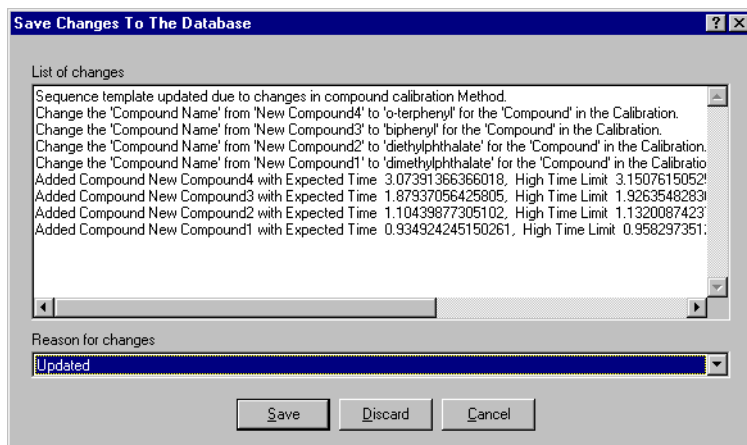 Save Changes To The Database
List of changes
Sequence template updated due to changes in compound calibration Method.
Change the 'Compound Name' from 'New Compound4' to 'o-terphenyl' for the 'Compound' in the Calibration.
Change the 'Compound Name' from 'New Compound3' to 'biphenyl' for the 'Compound' in the Calibration.
Change the 'Compound Name' from 'New Compound2' to 'diethylphthalate' for the 'Compound' in the Calibration.
Change the 'Compound Name' from 'New Compound1' to 'dimethylphthalate' for the 'Compound' in the Calibratio
Added Compound New Compound4 with Expected Time 3.07391366366018, High Time Limit 3.1507615052
Added Compound New Compound3 with Expected Time 1.87937056425805, High Time Limit 1.9263548283
Added Compound New Compound2 with Expected Time 1.10439877305102, High Time Limit 1.1320087423
Added Compound New Compound1 with Expected Time 0.934924245150261, High Time Limit 0.958297351
Reason for changes
Updated
Save Discard Cancel